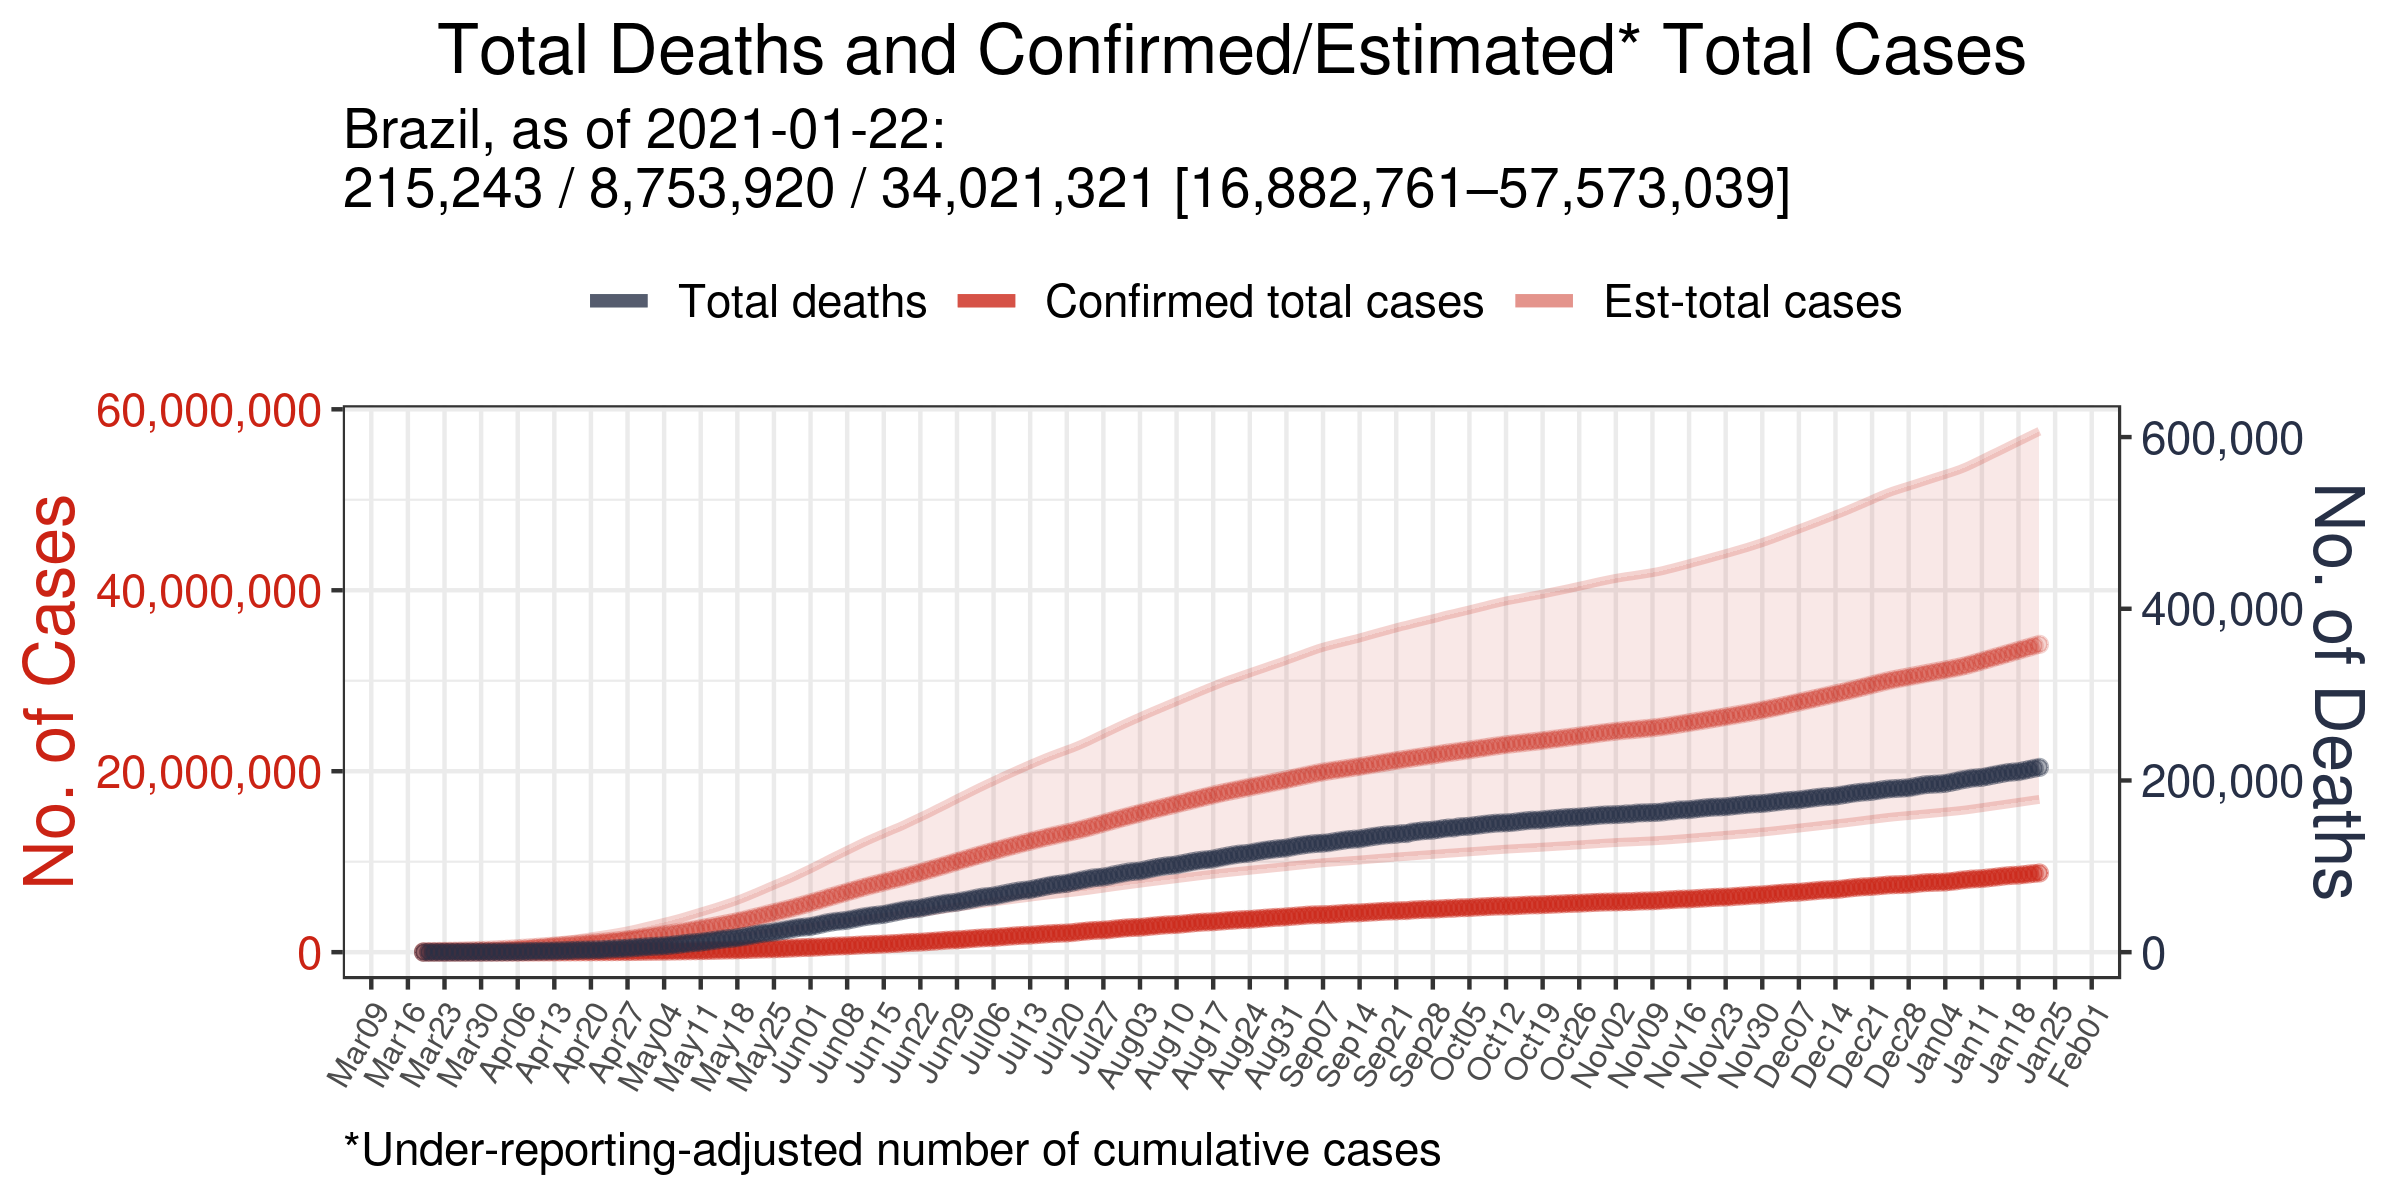 Total Deaths and Confirmed/Estimated* Total Cases
Brazil, as of 2021-01-22:
215,243 / 8,753,920 / 34,021,321 [16,882,761–57,573,039]
Total deaths
Confirmed total cases
Est-total cases
No. of Cases
60,000,000
40,000,000
20,000,000
0
600,000
400,000
200,000
0
No. of Deaths
Mar09
Mar16
Mar23
Mar30
Apr06
Apr13
Apr20
Apr27
May04
May11
May18
May25
Jun01
Jun08
Jun15
Jun22
Jun29
Jul06
Jul13
Jul20
Jul27
Aug03
Aug10
Aug17
Aug24
Aug31
Sep07
Sep14
Sep21
Sep28
Oct05
Oct12
Oct19
Oct26
Nov02
Nov09
Nov16
Nov23
Nov30
Dec07
Dec14
Dec21
Dec28
Jan04
Jan11
Jan18
Jan25
Feb01
*Under-reporting-adjusted number of cumulative cases